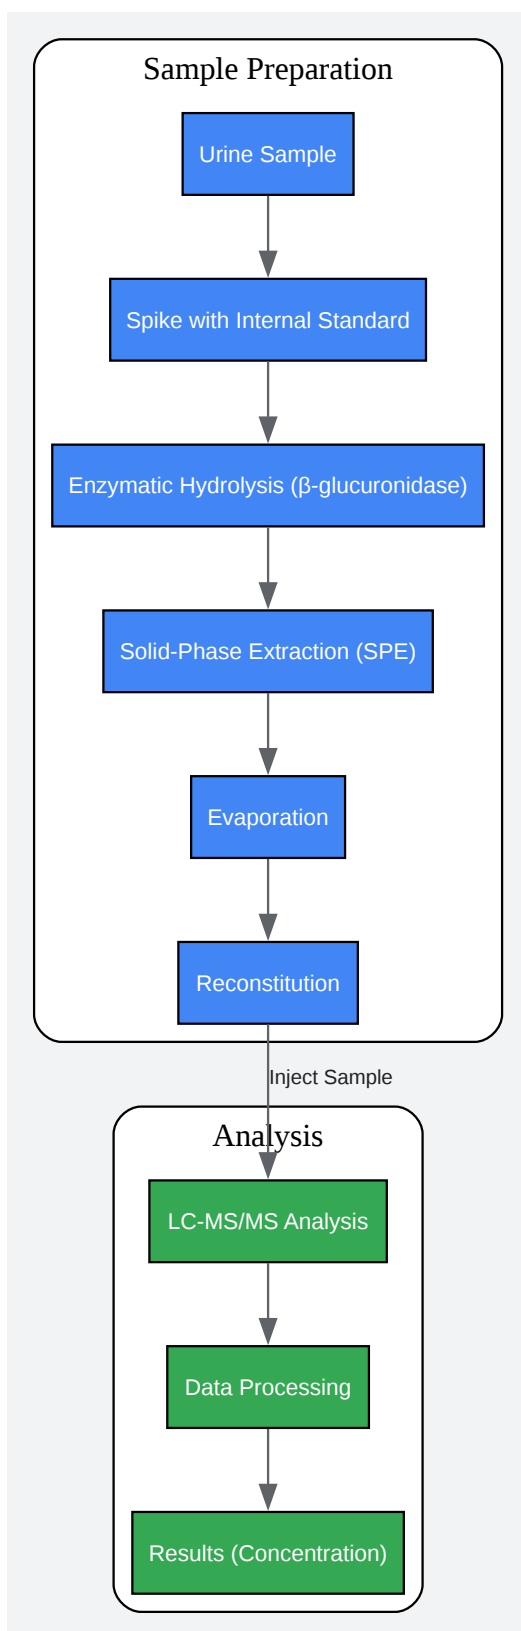 Sample Preparation
Urine Sample
Spike with Internal Standard
Enzymatic Hydrolysis (β-glucuronidase)
Solid-Phase Extraction (SPE)
Evaporation
Reconstitution
Inject Sample
Analysis
LC-MS/MS Analysis
Data Processing
Results (Concentration)